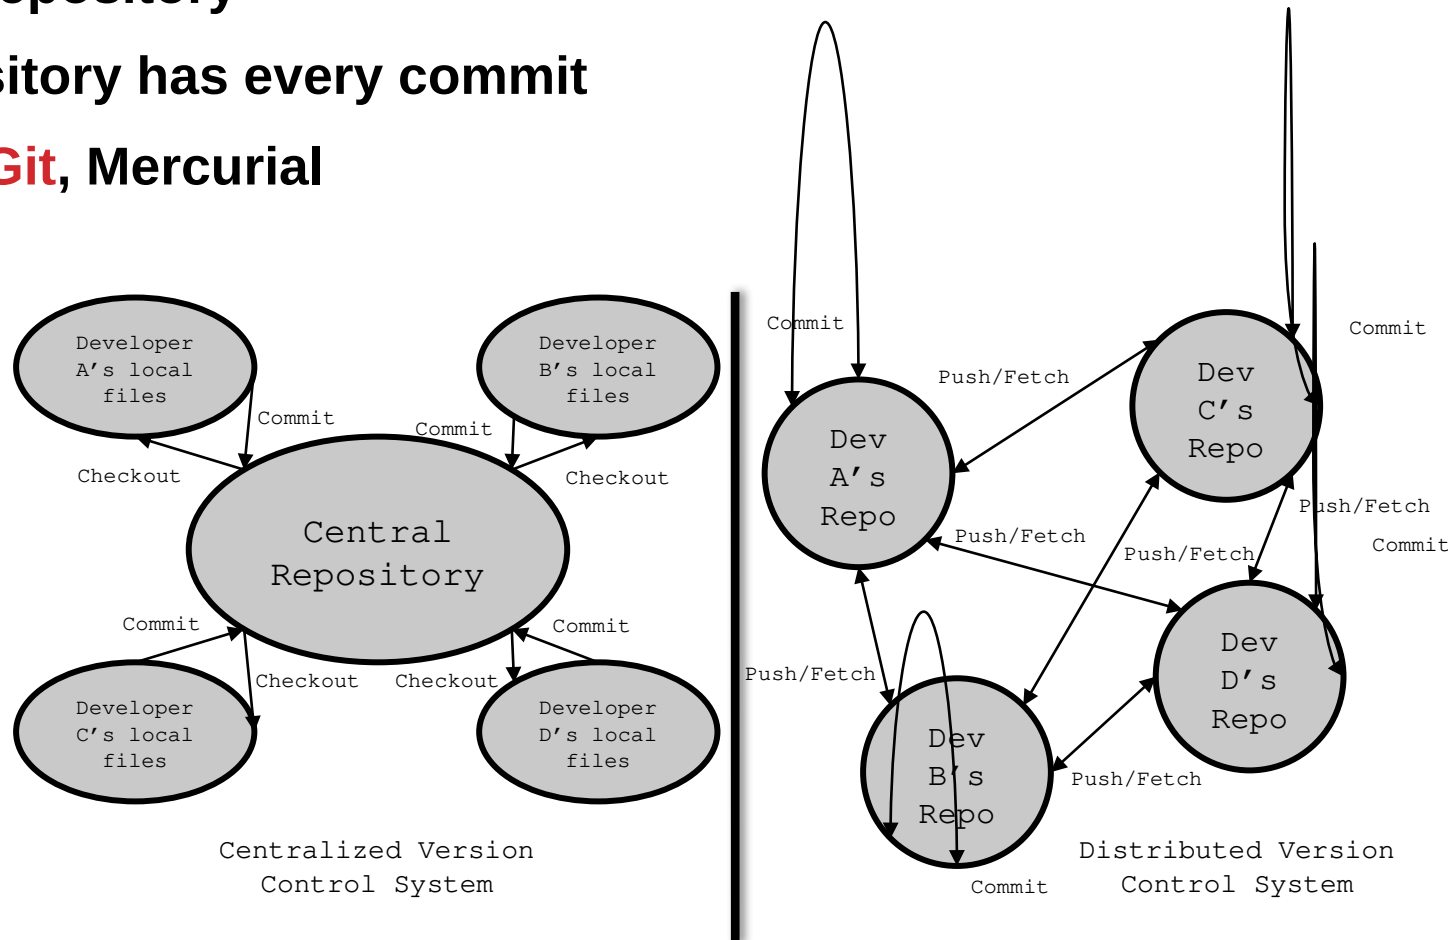 epository
sitory has every commit
Git, Mercurial
Developer
A's local
files
Developer
B's local
files
Commit
Commit
Checkout
Checkout
Central
Repository
Commit
Commit
Checkout
Checkout
Developer
C's local
files
Developer
D's local
files
Centralized Version
Control System
Commit
Commit
Push/Fetch
Dev
C's
Repo
Dev
A's
Repo
Push/Fetch
Push/Fetch
Push/Fetch
Commit
Push/Fetch
Dev
D's
Repo
Dev
B's
Repo
Push/Fetch
Commit
Distributed Version
Control System